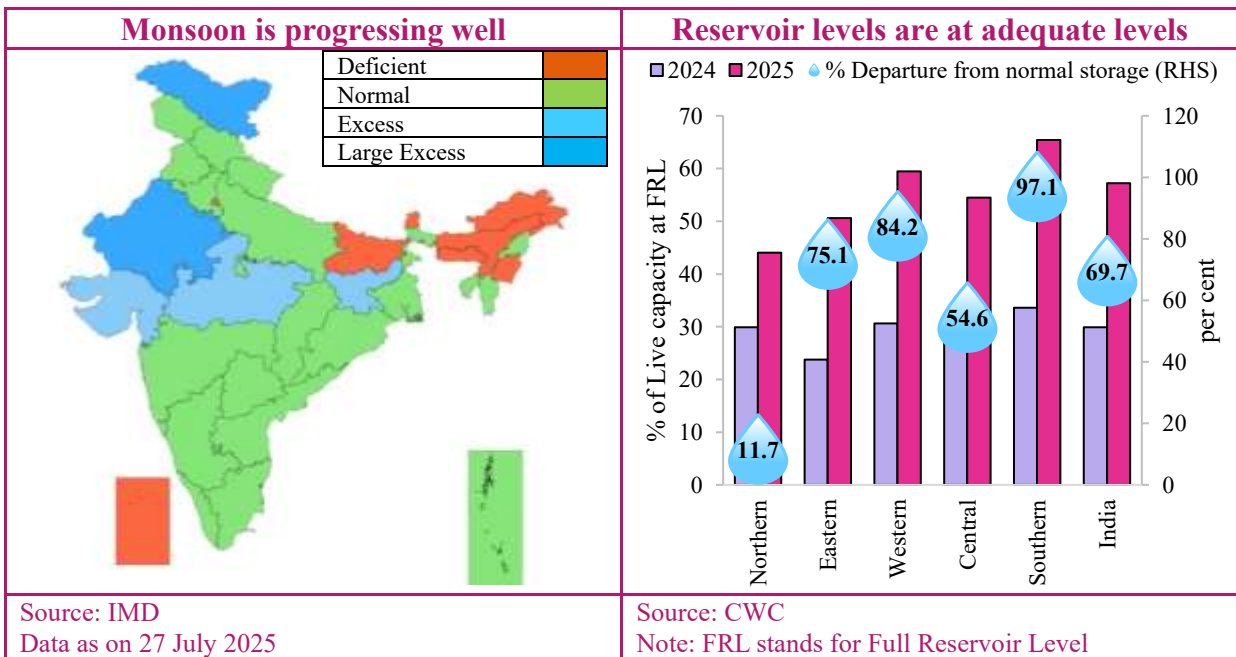 Monsoon is progressing well
Deficient
Normal
Excess
Large Excess
Source: IMD
Data as on 27 July 2025
Reservoir levels are at adequate levels
2024 2025 % Departure from normal storage (RHS)
% of Live capacity at FRL
70
60
50
40
30
20
10
0
120
100
80
60
40
20
0
per cent
11.7
75.1
84.2
54.6
97.1
69.7
Northern
Eastern
Western
Central
Southern
India
Source: CWC
Note: FRL stands for Full Reservoir Level